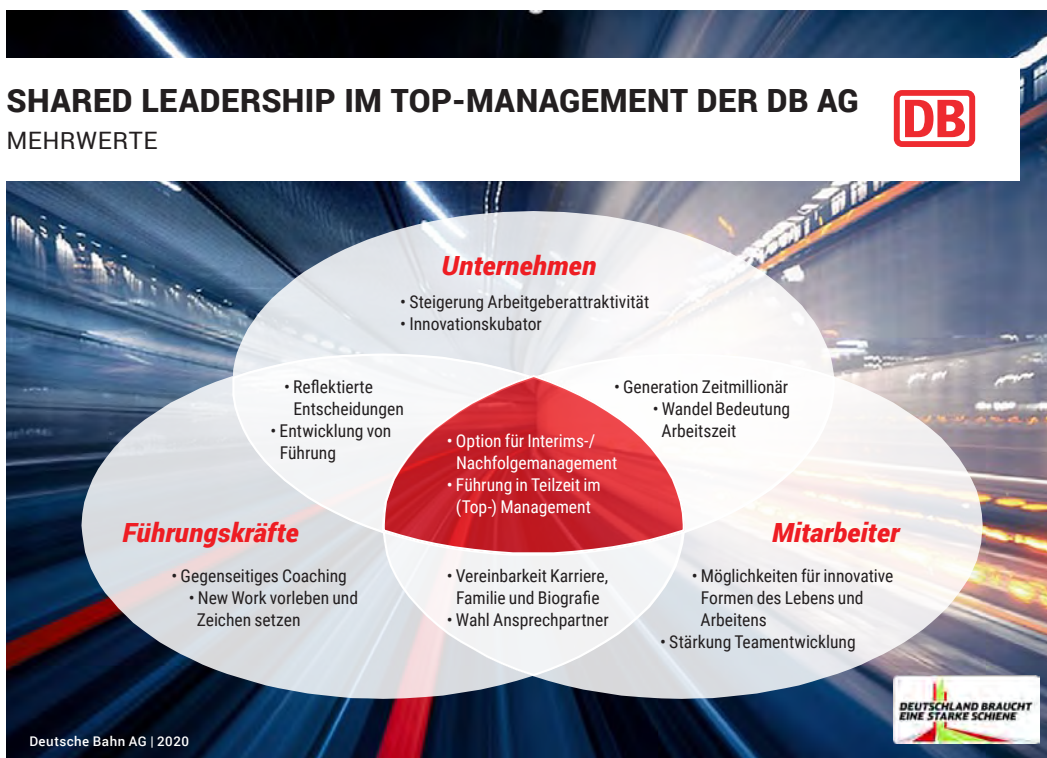 SHARED LEADERSHIP IM TOP-MANAGEMENT DER DB AG
MEHRWERTE
DB
Unternehmen
• Steigerung Arbeitgeberattraktivität
• Innovationskubator
• Reflektierte
Entscheidungen
• Entwicklung von
Führung
• Generation Zeitmillionär
• Wandel Bedeutung
Arbeitszeit
• Option für Interims-/
Nachfolgemanagement
• Führung in Teilzeit im
(Top-) Management
Führungskräfte
• Gegenseitiges Coaching
• New Work vorleben und
Zeichen setzen
• Vereinbarkeit Karriere,
Familie und Biografie
• Wahl Ansprechpartner
Mitarbeiter
• Möglichkeiten für innovative
Formen des Lebens und
Arbeitens
• Stärkung Teamentwicklung
DEUTSCHLAND BRAUCHT
EINE STARKE SCHIENE
Deutsche Bahn AG | 2020